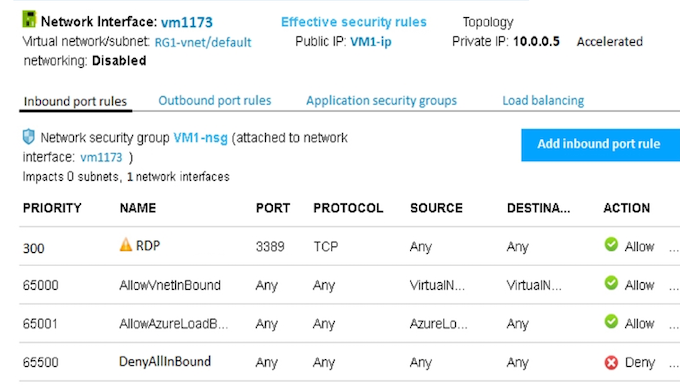 Network Interface: vm1173 Effective security rules Topology
Virtual network/subnet: RG1-vnet/default Public IP: VM1-ip Private IP: 10.0.0.5 Accelerated
networking: Disabled
Inbound port rules Outbound port rules Application security groups Load balancing
Network security group VM1-nsg (attached to network
interface: vm1173 )
Impacts 0 subnets, 1 network interfaces
Add inbound port rule
PRIORITY NAME PORT PROTOCOL SOURCE DESTINA... ACTION
300 RDP 3389 TCP Any Any Allow ...
65000 AllowVnetInBound Any Any VirtualN... VirtualN... Allow ...
65001 AllowAzureLoadB... Any Any AzureLo... Any Allow ...
65500 DenyAllInBound Any Any Any Any Deny ...